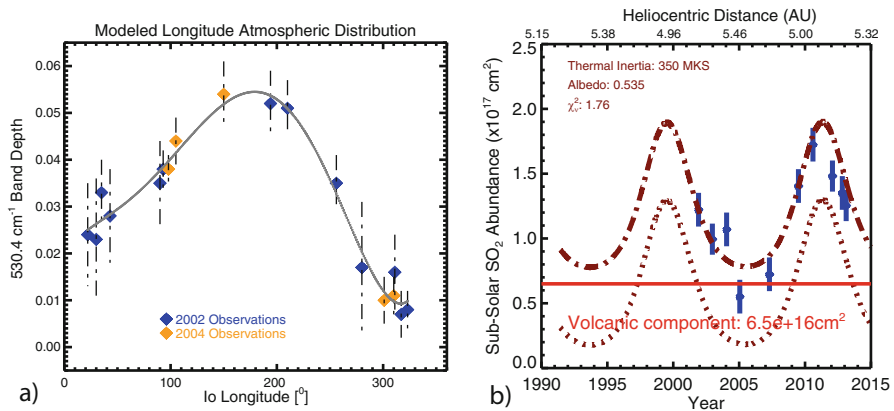 Modeled Longitude Atmospheric Distribution
0.06
0.05
0.04
0.03
0.02
0.01
0.00
530.4 cm⁻¹ Band Depth
2002 Observations
2004 Observations
0 100 200 300
Io Longitude [⁰]
a)
Heliocentric Distance (AU)
5.15 5.38 4.96 5.46 5.00 5.32
2.5
2.0
1.5
1.0
0.5
0.0
Sub-Solar SO₂ Abundance (x10¹⁷ cm²)
Thermal Inertia: 350 MKS
Albedo: 0.535
χᵥ²: 1.76
Volcanic component: 6.5e+16cm²
1990 1995 2000 2005 2010 2015
Year
b)